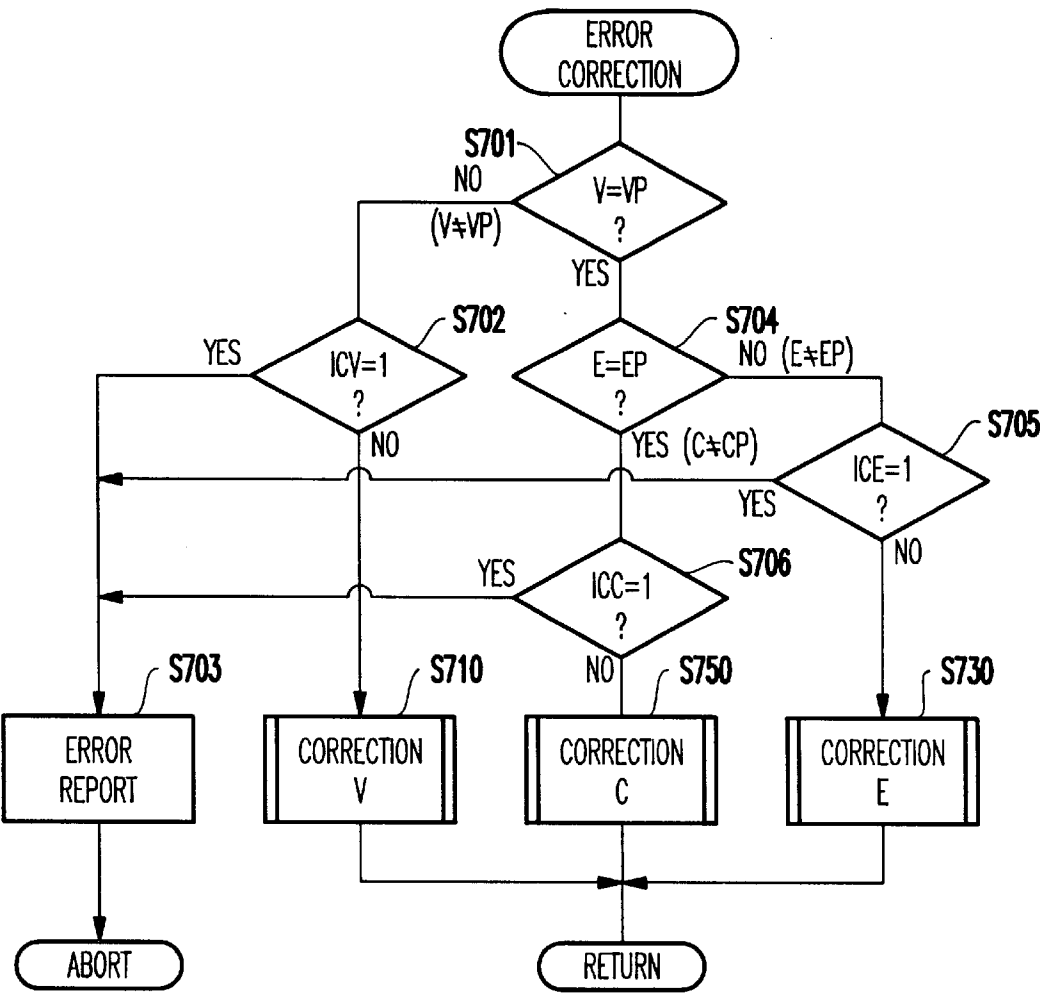 ERROR
CORRECTION
S701
NO
(V≠VP)
V=VP
?
YES
S702
YES
ICV=1
?
NO
S704
E=EP
?
NO (E≠EP)
YES (C≠CP)
S705
ICE=1
?
YES
NO
S706
YES
ICC=1
?
NO
S703
ERROR
REPORT
S710
CORRECTION
V
S750
CORRECTION
C
S730
CORRECTION
E
ABORT
RETURN